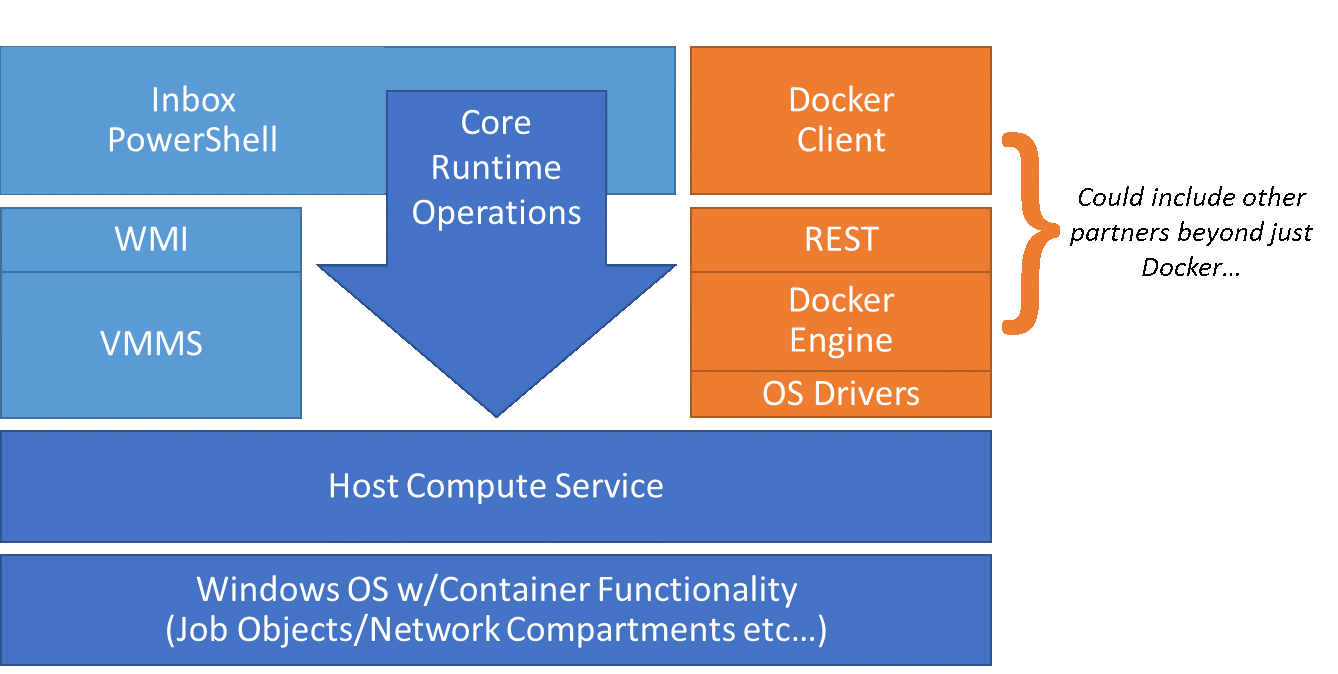 Inbox
PowerShell
Core
Runtime
Operations
Docker
Client
WMI
VMMS
REST
Docker
Engine
OS Drivers
Could include other
partners beyond just
Docker...
Host Compute Service
Windows OS w/Container Functionality
(Job Objects/Network Compartments etc...)